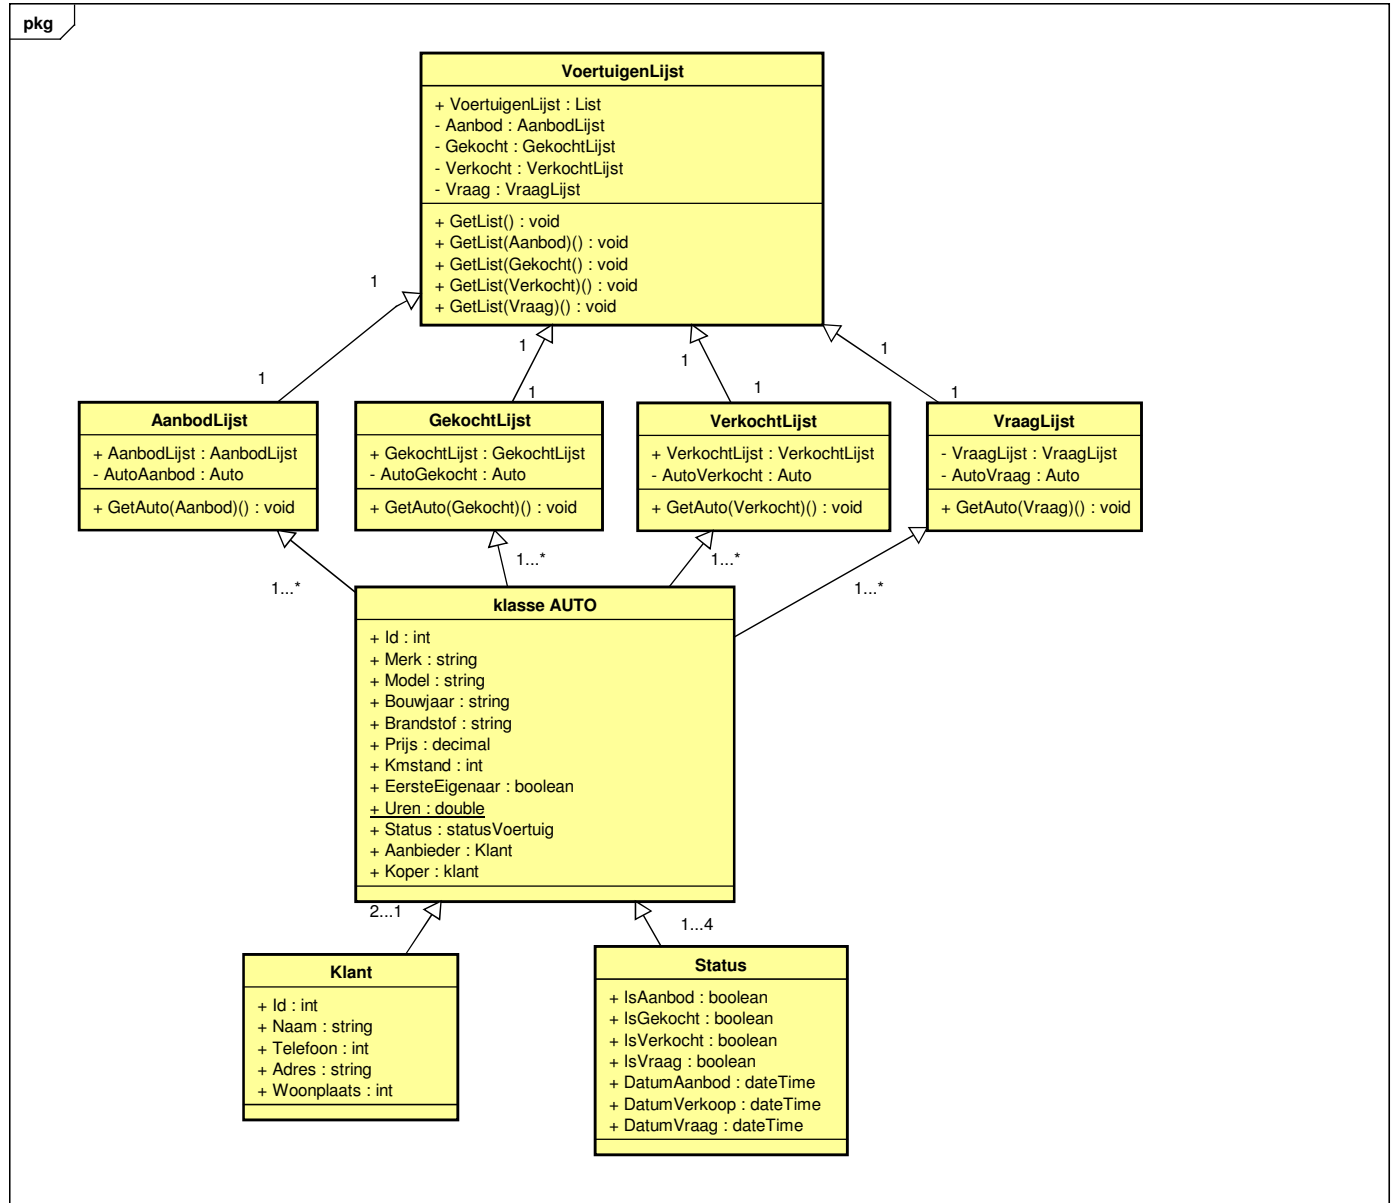 pkg
VoertuigenLijst
+ VoertuigenLijst : List
- Aanbod : AanbodLijst
- Gekocht : GekochtLijst
- Verkocht : VerkochtLijst
- Vraag : VraagLijst
+ GetList() : void
+ GetList(Aanbod)() : void
+ GetList(Gekocht() : void
+ GetList(Verkocht)() : void
+ GetList(Vraag)() : void
1
1
1
1
1
1
1
1
AanbodLijst
+ AanbodLijst : AanbodLijst
- AutoAanbod : Auto
+ GetAuto(Aanbod)() : void
GekochtLijst
+ GekochtLijst : GekochtLijst
- AutoGekocht : Auto
+ GetAuto(Gekocht)() : void
VerkochtLijst
+ VerkochtLijst : VerkochtLijst
- AutoVerkocht : Auto
+ GetAuto(Verkocht)() : void
VraagLijst
- VraagLijst : VraagLijst
- AutoVraag : Auto
+ GetAuto(Vraag)() : void
1...*
1...*
1...*
1...*
klasse AUTO
+ Id : int
+ Merk : string
+ Model : string
+ Bouwjaar : string
+ Brandstof : string
+ Prijs : decimal
+ Kmstand : int
+ EersteEigenaar : boolean
+ Uren : double
+ Status : statusVoertuig
+ Aanbieder : Klant
+ Koper : klant
2...1
1...4
Klant
+ Id : int
+ Naam : string
+ Telefoon : int
+ Adres : string
+ Woonplaats : int
Status
+ IsAanbod : boolean
+ IsGekocht : boolean
+ IsVerkocht : boolean
+ IsVraag : boolean
+ DatumAanbod : dateTime
+ DatumVerkoop : dateTime
+ DatumVraag : dateTime